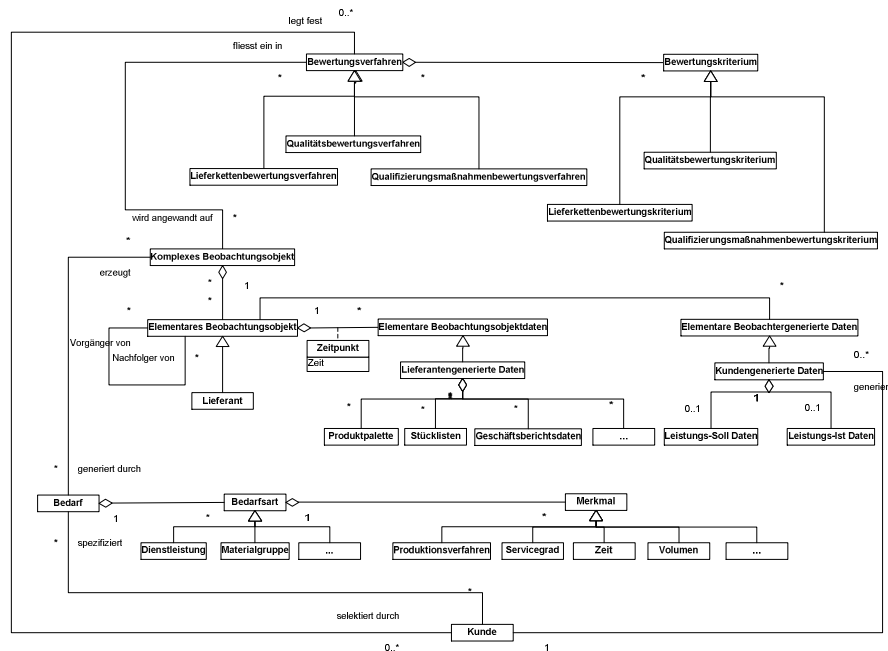 0..*
legt fest
fliesst ein in
Bewertungsverfahren
Bewertungskriterium
*
*
*
Qualitätsbewertungsverfahren
Qualitätsbewertungskriterium
Lieferkettenbewertungsverfahren
Qualifizierungsmaßnahmenbewertungsverfahren
Lieferkettenbewertungskriterium
wird angewandt auf
*
*
Qualifizierungsmaßnahmenbewertungskriterium
Komplexes Beobachtungsobjekt
erzeugt
*
1
*
*
*
1
*
Elementares Beobachtungsobjekt
Elementare Beobachtungsobjektdaten
Elementare Beobachtergenerierte Daten
Vorgänger von
Nachfolger von
*
Zeitpunkt
Zeit
0..*
Lieferantengenerierte Daten
Kundengenerierte Daten
generier
Lieferant
*
*
*
*
*
0..1
1
0..1
Produktpalette
Stücklisten
Geschäftsberichtsdaten
...
Leistungs-Soll Daten
Leistungs-Ist Daten
*
generiert durch
Bedarf
Bedarfsart
Merkmal
1
*
1
*
*
spezifiziert
Dienstleistung
Materialgruppe
...
Produktionsverfahren
Servicegrad
Zeit
Volumen
...
*
selektiert durch
Kunde
0..*
1